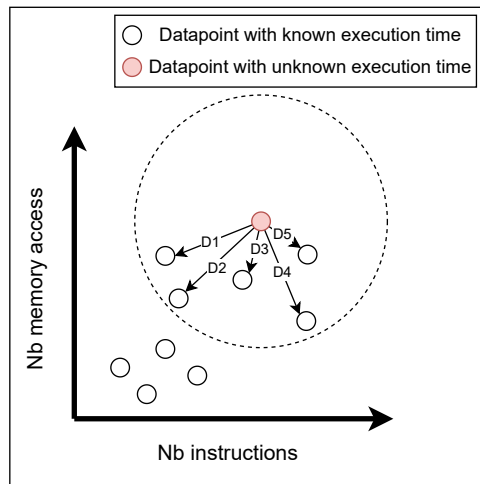 Datapoint with known execution time
Datapoint with unknown execution time
Nb memory access
D1
D2
D3
D4
D5
Nb instructions